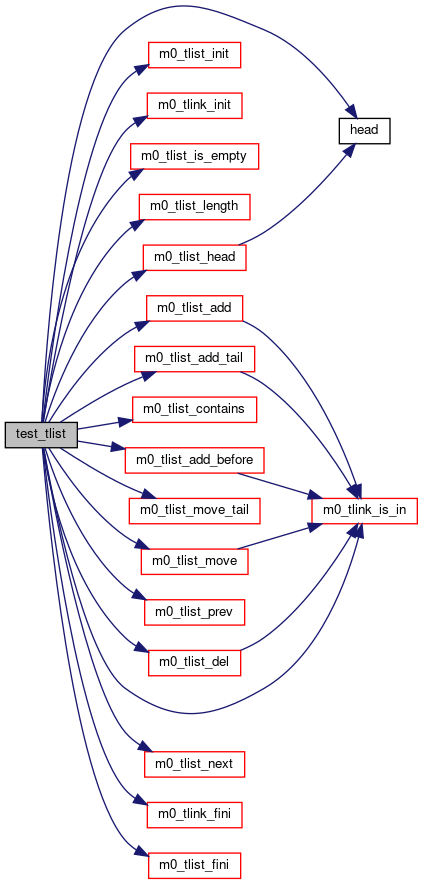 m0_tlist_init
m0_tlink_init
head
m0_tlist_is_empty
m0_tlist_length
m0_tlist_head
m0_tlist_add
m0_tlist_add_tail
m0_tlist_contains
test_tlist
m0_tlist_add_before
m0_tlist_move_tail
m0_tlink_is_in
m0_tlist_move
m0_tlist_prev
m0_tlist_del
m0_tlist_next
m0_tlink_fini
m0_tlist_fini